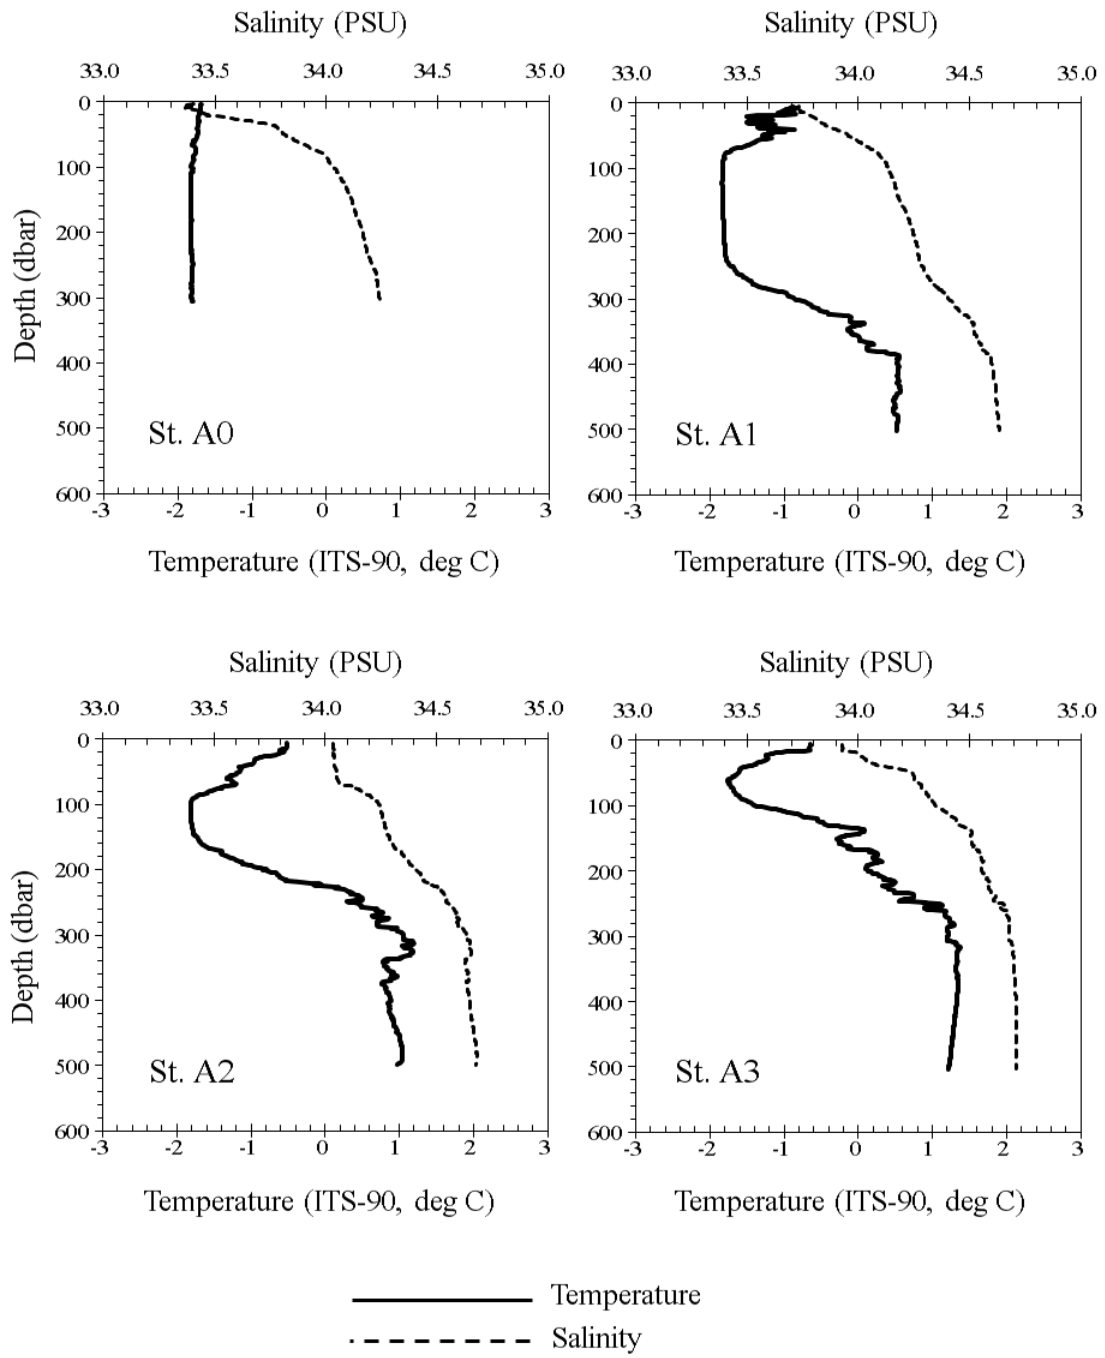 Salinity (PSU)
33.0 33.5 34.0 34.5 35.0
0
100
200
300
400
500
600
Depth (dbar)
St. A0
-3 -2 -1 0 1 2 3
Temperature (ITS-90, deg C)
Salinity (PSU)
33.0 33.5 34.0 34.5 35.0
0
100
200
300
400
500
600
St. A1
-3 -2 -1 0 1 2 3
Temperature (ITS-90, deg C)
Salinity (PSU)
33.0 33.5 34.0 34.5 35.0
0
100
200
300
400
500
600
Depth (dbar)
St. A2
-3 -2 -1 0 1 2 3
Temperature (ITS-90, deg C)
Salinity (PSU)
33.0 33.5 34.0 34.5 35.0
0
100
200
300
400
500
600
St. A3
-3 -2 -1 0 1 2 3
Temperature (ITS-90, deg C)
Temperature
Salinity